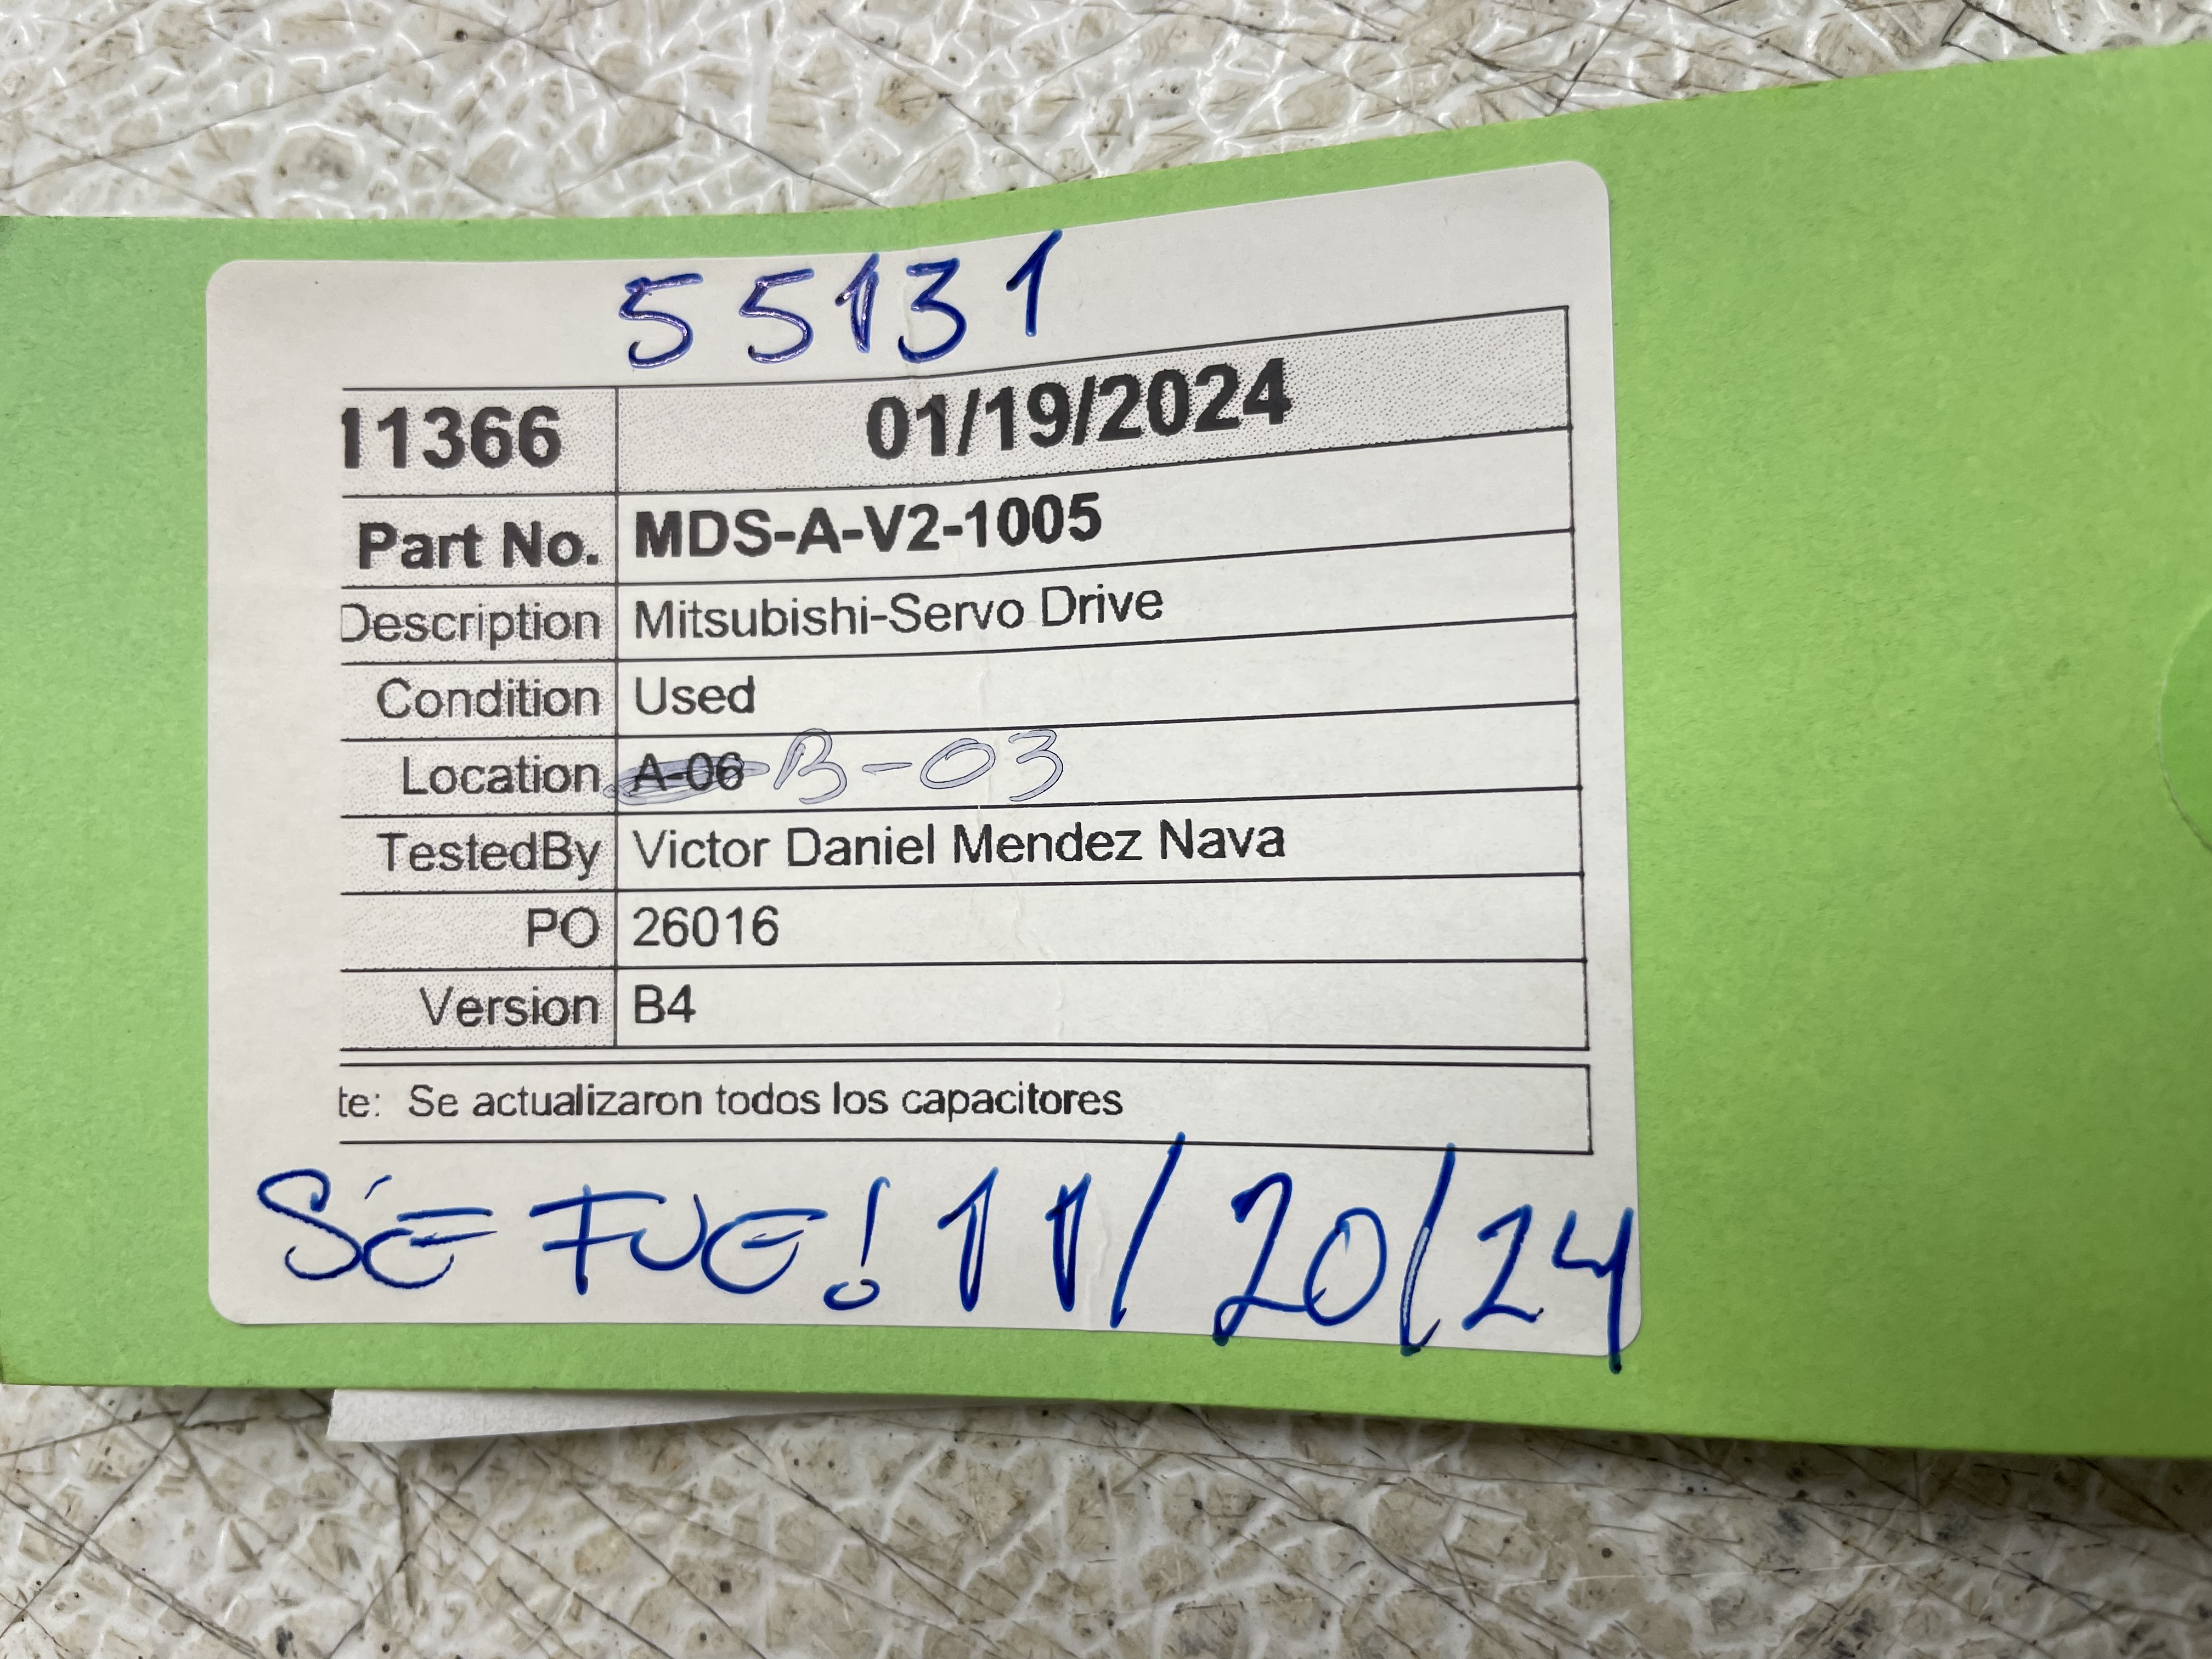 55131
11366 01/19/2024
Part No. MDS-A-V2-1005
Description Mitsubishi-Servo Drive
Condition Used
Location A-06 B-03
TestedBy Victor Daniel Mendez Nava
PO 26016
Version B4
te: Se actualizaron todos los capacitores
SE FUE! 11/20/24